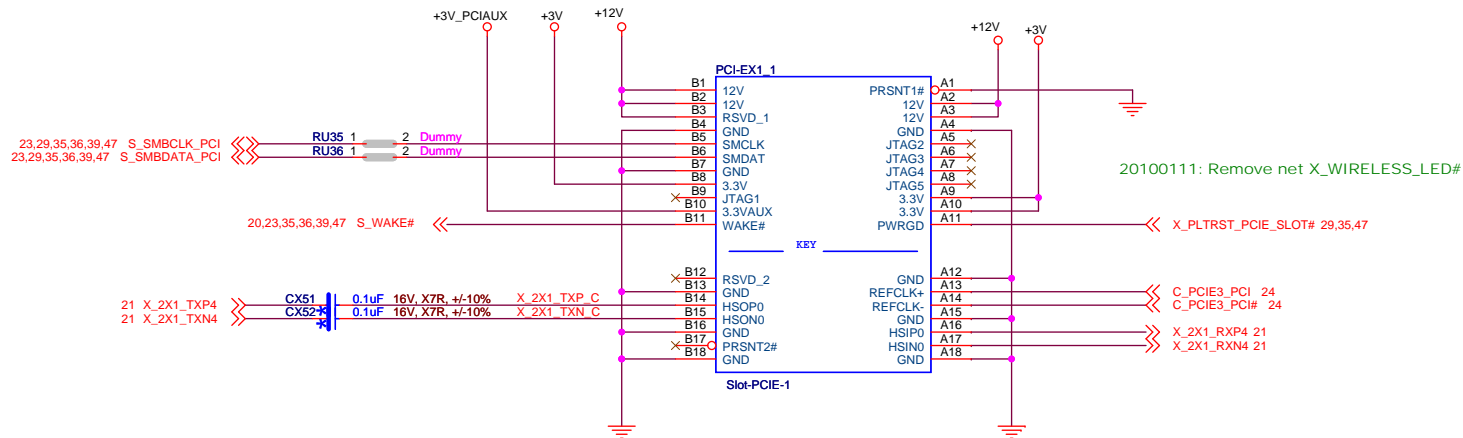 +3V_PCIAUX
+3V
+12V
+12V
+3V
PCI-EX1_1
B1 12V PRSNT1# A1
B2 12V 12V A2
B3 RSVD_1 12V A3
B4 GND GND A4
23,29,35,36,39,47 S_SMBCLK_PCI RU35 1 2 Dummy B5 SMCLK JTAG2 A5
23,29,35,36,39,47 S_SMBDATA_PCI RU36 1 2 Dummy B6 SMDAT JTAG3 A6
B7 GND JTAG4 A7
20100111: Remove net X_WIRELESS_LED#
B8 3.3V JTAG5 A8
B9 JTAG1 3.3V A9
B10 3.3VAUX 3.3V A10
20,23,35,36,39,47 S_WAKE# B11 WAKE# PWRGD A11 X_PLTRST_PCIE_SLOT# 29,35,47
KEY
B12 RSVD_2 GND A12
B13 GND REFCLK+ A13 C_PCIE3_PCI 24
21 X_2X1_TXP4 CX51 0.1uF 16V, X7R, +/-10% X_2X1_TXP_C B14 HSOP0 REFCLK- A14 C_PCIE3_PCI# 24
21 X_2X1_TXN4 CX52 0.1uF 16V, X7R, +/-10% X_2X1_TXN_C B15 HSON0 GND A15
B16 GND HSIP0 A16 X_2X1_RXP4 21
B17 PRSNT2# HSIN0 A17 X_2X1_RXN4 21
B18 GND GND A18
Slot-PCIE-1